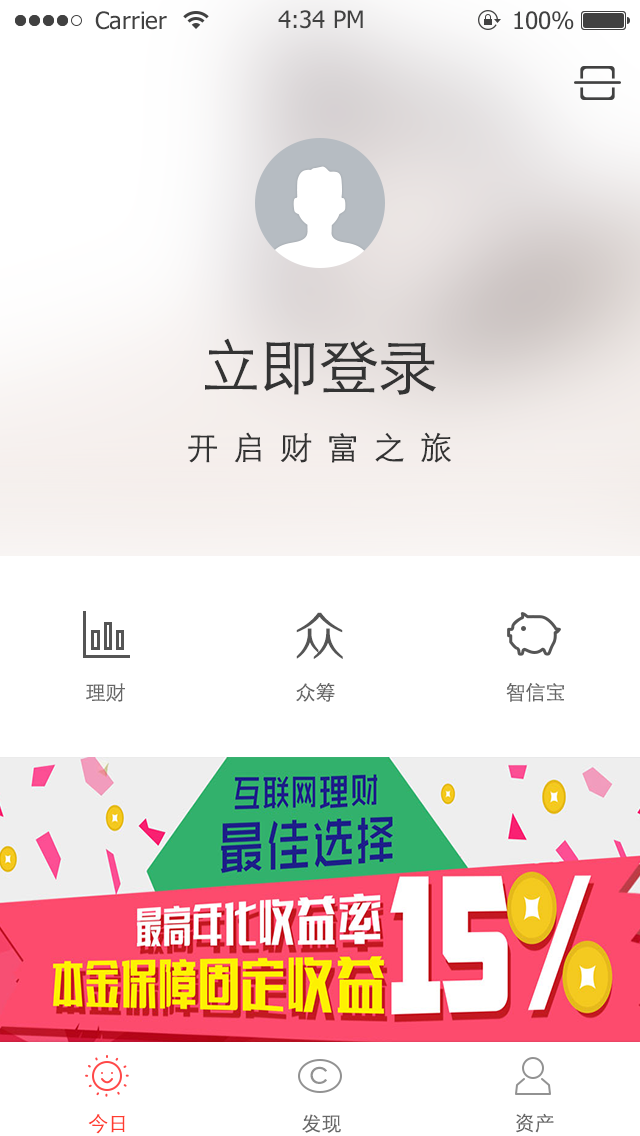 Carrier 4:34 PM 100%
立即登录
开启财富之旅
理财 众筹 智信宝
互联网理财
最佳选择
最高年化收益率 15%
本金保障固定收益
今日 发现 资产